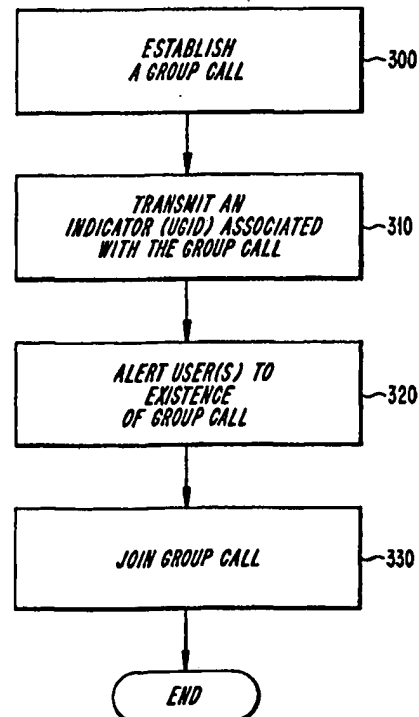 ESTABLISH
A GROUP CALL
300
TRANSMIT AN
INDICATOR (UGID) ASSOCIATED
WITH THE GROUP CALL
310
ALERT USER(S) TO
EXISTENCE
OF GROUP CALL
320
JOIN GROUP CALL
330
END